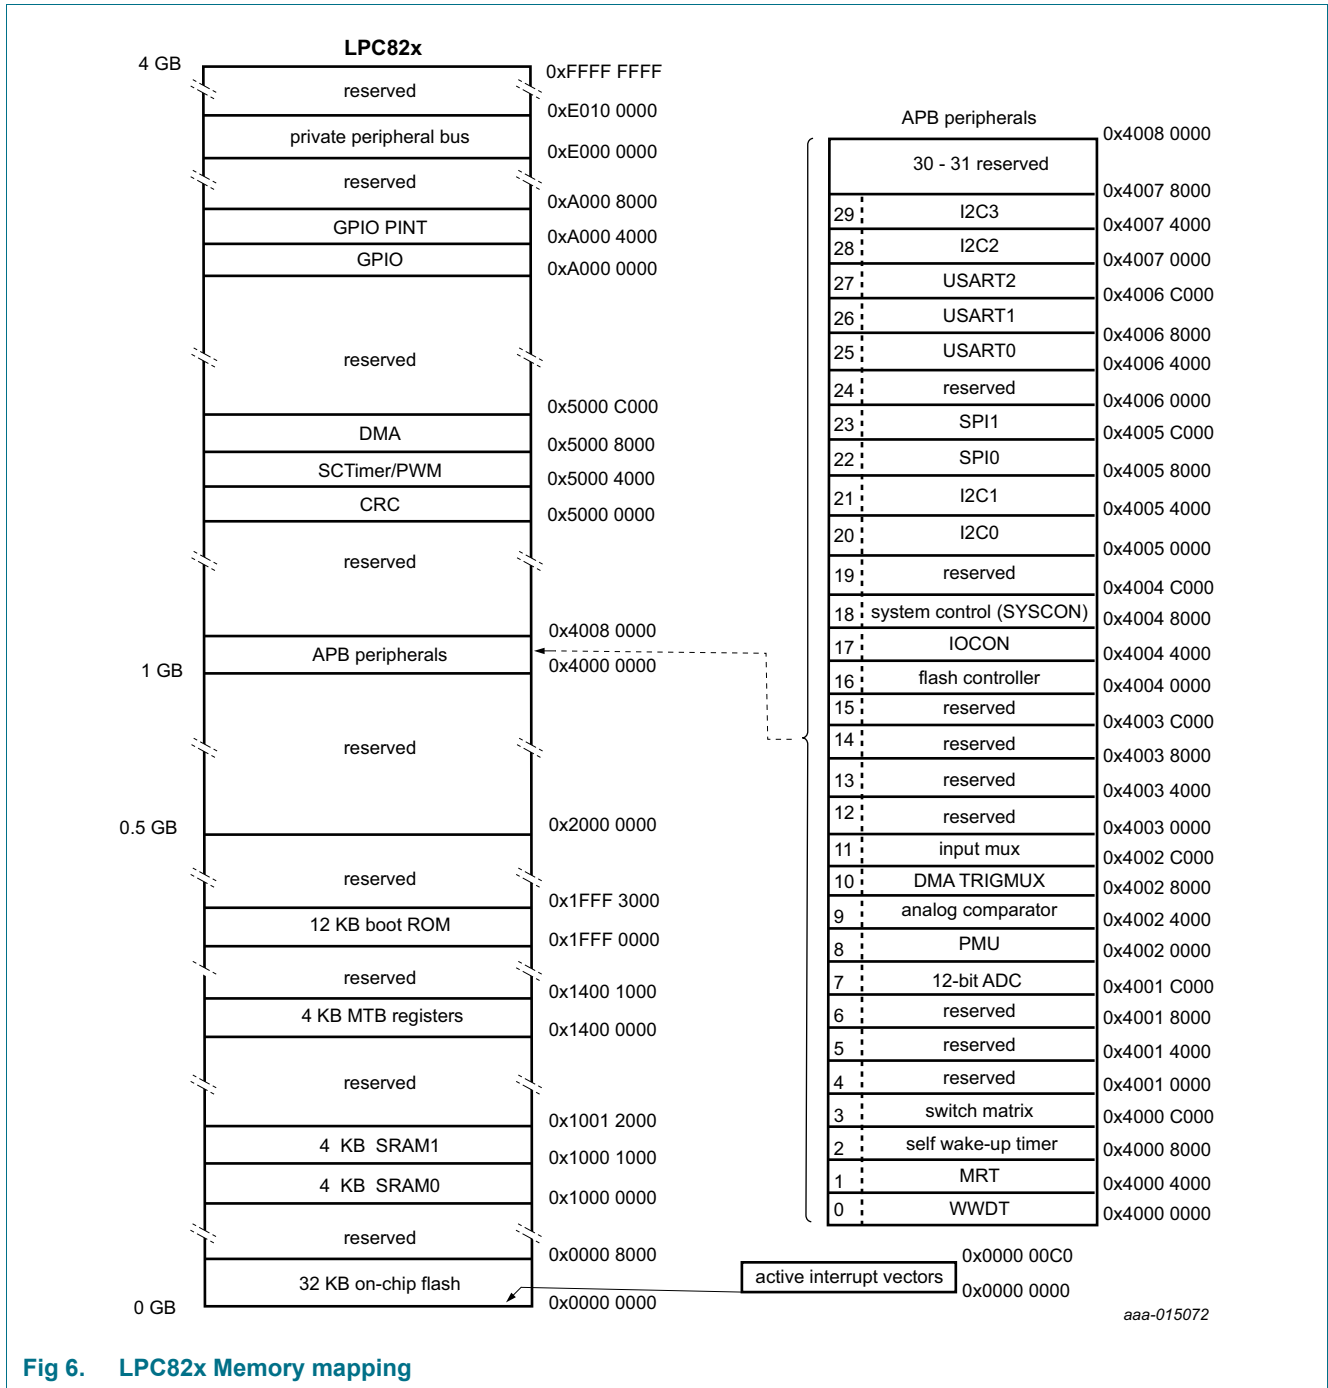 LPC82x
4 GB
0xFFFF FFFF
reserved
0xE010 0000
private peripheral bus
0xE000 0000
reserved
0xA000 8000
GPIO PINT
0xA000 4000
GPIO
0xA000 0000
reserved
0x5000 C000
DMA
0x5000 8000
SCTimer/PWM
0x5000 4000
CRC
0x5000 0000
reserved
0x4008 0000
APB peripherals
1 GB
0x4000 0000
reserved
0.5 GB
0x2000 0000
reserved
0x1FFF 3000
12 KB boot ROM
0x1FFF 0000
reserved
0x1400 1000
4 KB MTB registers
0x1400 0000
reserved
0x1001 2000
4 KB SRAM1
0x1000 1000
4 KB SRAM0
0x1000 0000
reserved
0x0000 8000
32 KB on-chip flash
0 GB
0x0000 0000
APB peripherals
0x4008 0000
30 - 31 reserved
0x4007 8000
29 I2C3
0x4007 4000
28 I2C2
0x4007 0000
27 USART2
0x4006 C000
26 USART1
0x4006 8000
25 USART0
0x4006 4000
24 reserved
0x4006 0000
23 SPI1
0x4005 C000
22 SPI0
0x4005 8000
21 I2C1
0x4005 4000
20 I2C0
0x4005 0000
19 reserved
0x4004 C000
18 system control (SYSCON)
0x4004 8000
17 IOCON
0x4004 4000
16 flash controller
0x4004 0000
15 reserved
0x4003 C000
14 reserved
0x4003 8000
13 reserved
0x4003 4000
12 reserved
0x4003 0000
11 input mux
0x4002 C000
10 DMA TRIGMUX
0x4002 8000
9 analog comparator
0x4002 4000
8 PMU
0x4002 0000
7 12-bit ADC
0x4001 C000
6 reserved
0x4001 8000
5 reserved
0x4001 4000
4 reserved
0x4001 0000
3 switch matrix
0x4000 C000
2 self wake-up timer
0x4000 8000
1 MRT
0x4000 4000
0 WWDT
0x4000 0000
0x0000 00C0
active interrupt vectors
0x0000 0000
aaa-015072
Fig 6. LPC82x Memory mapping